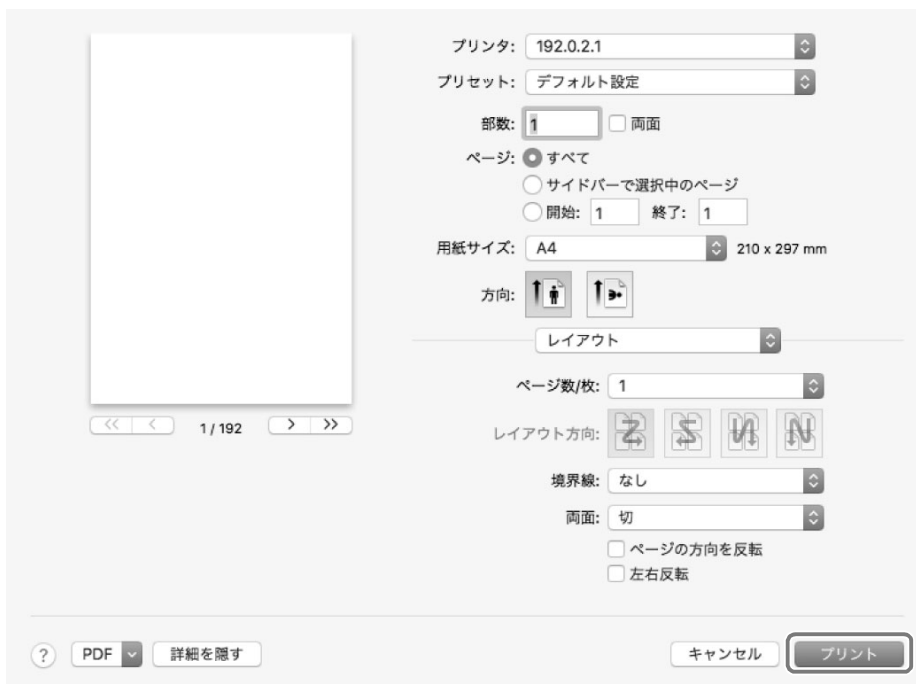 プリンタ: 192.0.2.1
プリセット: デフォルト設定
部数: 1 両面
ページ: すべて
サイドバーで選択中のページ
開始: 1 終了: 1
用紙サイズ: A4 210 x 297 mm
方向:
レイアウト
ページ数/枚: 1
<< < 1 / 192 > >>
レイアウト方向:
境界線: なし
両面: 切
ページの方向を反転
左右反転
? PDF 詳細を隠す キャンセル プリント